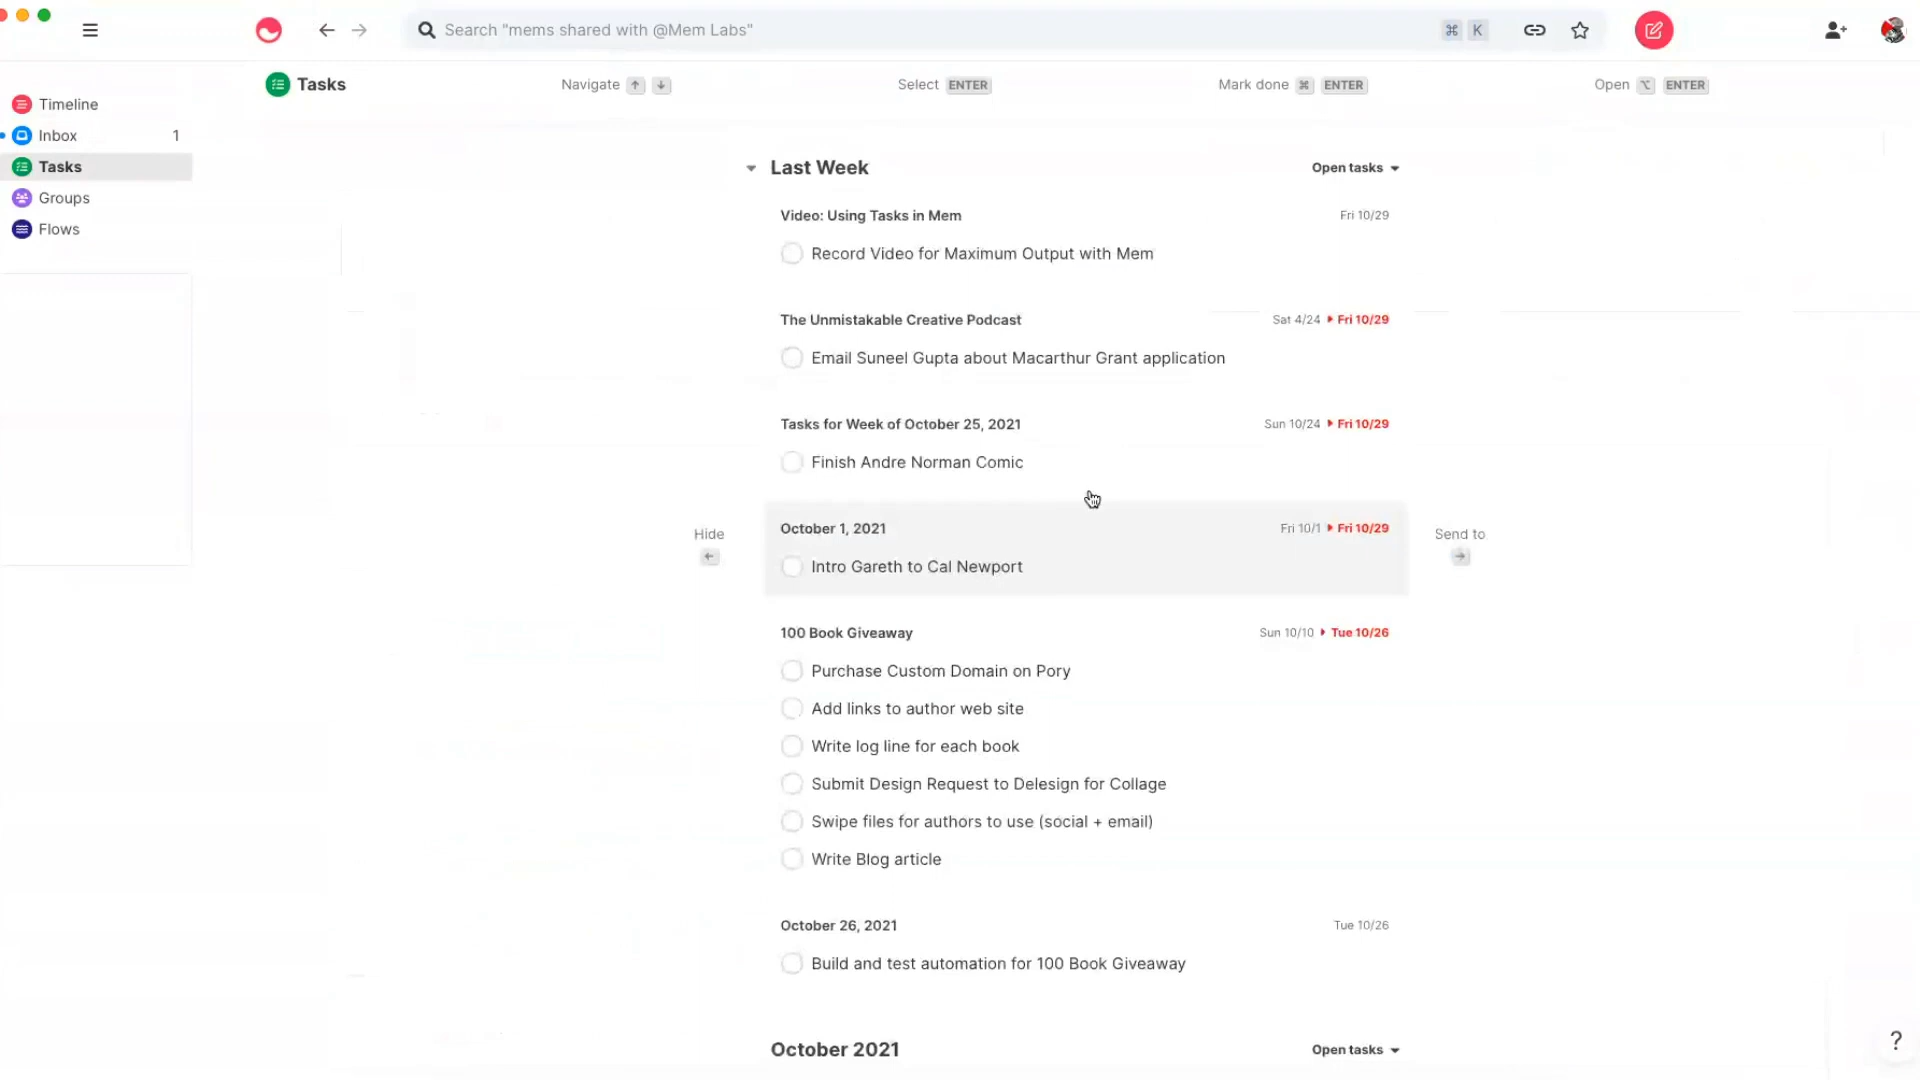 Search "mems shared with @Mem Labs"
⌘ K
Tasks
Navigate ↑ ↓
Select ENTER
Mark done ⌘ ENTER
Open ⌥ ENTER
Timeline
Inbox 1
Tasks
Groups
Flows
Last Week
Open tasks
Video: Using Tasks in Mem
Fri 10/29
Record Video for Maximum Output with Mem
The Unmistakable Creative Podcast
Sat 4/24 Fri 10/29
Email Suneel Gupta about Macarthur Grant application
Tasks for Week of October 25, 2021
Sun 10/24 Fri 10/29
Finish Andre Norman Comic
Hide
←
October 1, 2021
Fri 10/1 Fri 10/29
Intro Gareth to Cal Newport
Send to
→
100 Book Giveaway
Sun 10/10 Tue 10/26
Purchase Custom Domain on Pory
Add links to author web site
Write log line for each book
Submit Design Request to Delesign for Collage
Swipe files for authors to use (social + email)
Write Blog article
October 26, 2021
Tue 10/26
Build and test automation for 100 Book Giveaway
October 2021
Open tasks
?